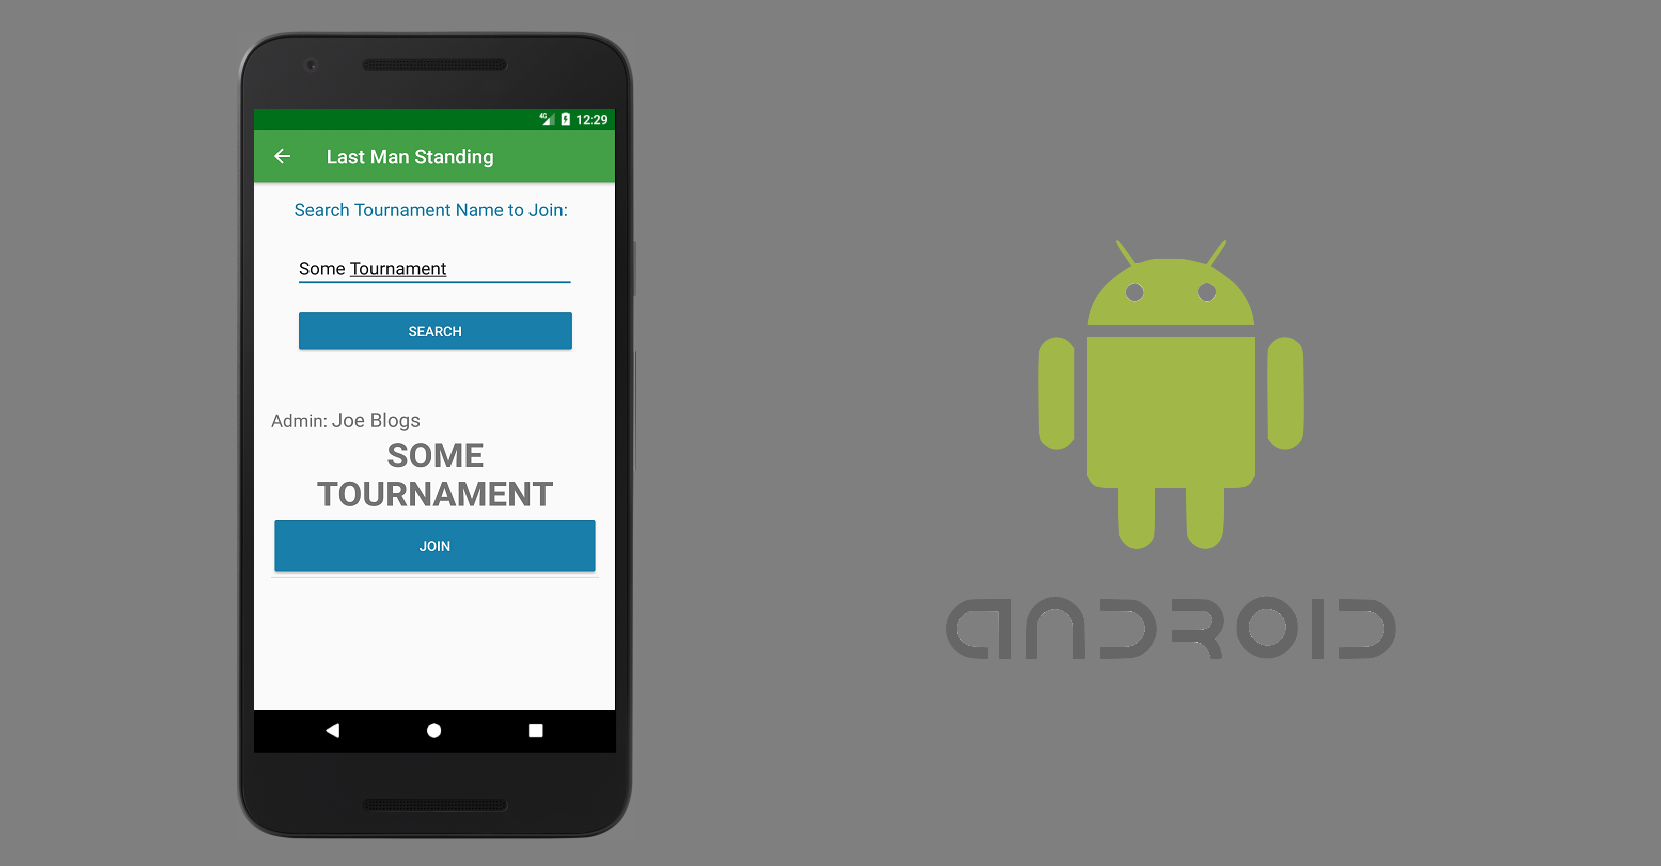 4G 12:29
Last Man Standing
Search Tournament Name to Join:
Some Tournament
SEARCH
Admin: Joe Blogs
SOME
TOURNAMENT
JOIN
ANDROID